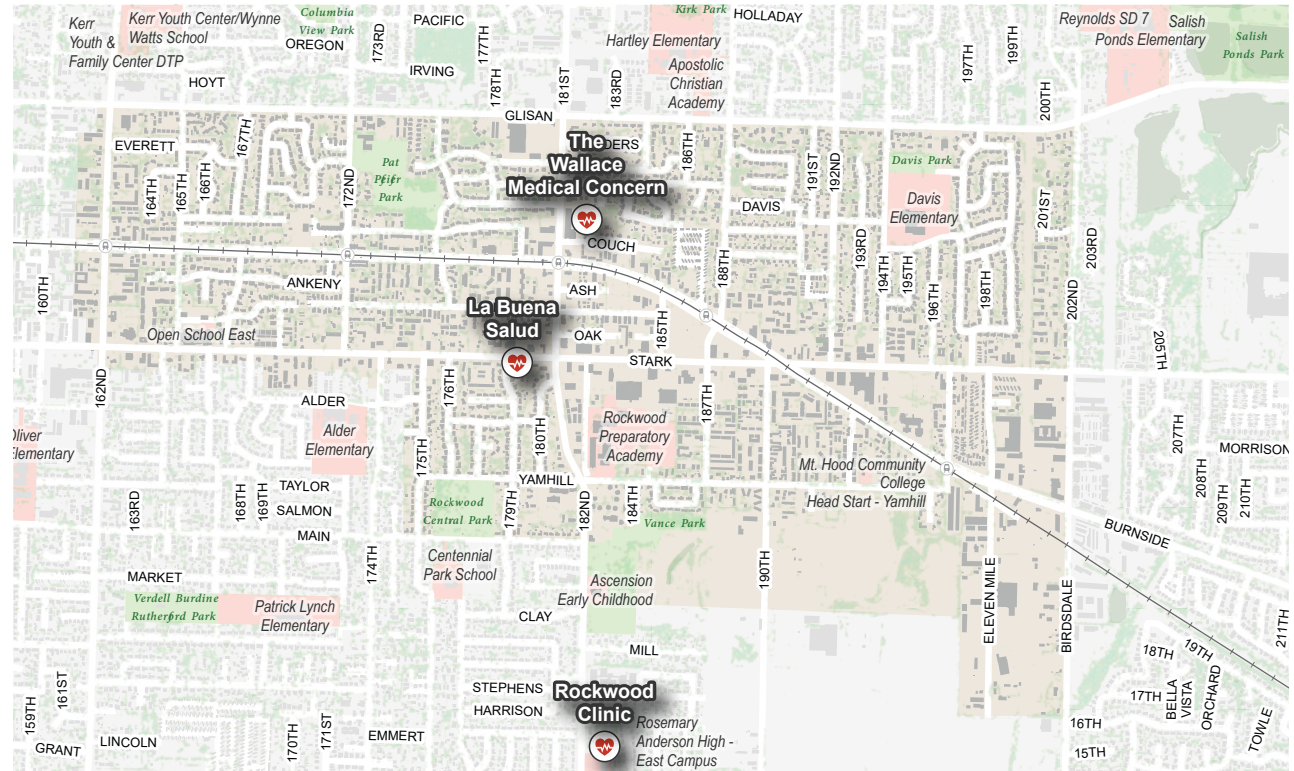 Kerr
Youth &
Family Center DTP
Kerr Youth Center/Wynne
Watts School
Columbia
View Park
OREGON
173RD
PACIFIC
IRVING
177TH
178TH
181ST
183RD
Hartley Elementary
Kirk Park
Apostolic
Christian
Academy
HOLLADAY
197TH
199TH
200TH
Reynolds SD 7
Salish
Ponds Elementary
Salish
Ponds Park
HOYT
GLISAN
EVERETT
164TH
165TH
166TH
167TH
172ND
Pat
Pfeifer
Park
The
Wallace
Medical Concern
186TH
DAVIS
191ST
192ND
Davis Park
Davis
Elementary
201ST
203RD
202ND
COUCH
188TH
193RD
194TH
195TH
196TH
198TH
160TH
ANKENY
ASH
La Buena
Salud
OAK
185TH
STARK
Open School East
205TH
162ND
ALDER
Alder
Elementary
176TH
175TH
180TH
Rockwood
Preparatory
Academy
187TH
207TH
MORRISON
208TH
209TH
210TH
Mt. Hood Community
College
Head Start - Yamhill
YAMHILL
TAYLOR
SALMON
MAIN
163RD
168TH
169TH
174TH
Rockwood
Central Park
179TH
182ND
184TH
Vance Park
BURNSIDE
Centennial
Park School
190TH
ELEVEN MILE
BIRDSDALE
MARKET
Verdell Burdine
Rutherford Park
Patrick Lynch
Elementary
Ascension
Early Childhood
CLAY
MILL
211TH
18TH
19TH
17TH
BELLA
VISTA
ORCHARD
TOWLE
16TH
15TH
STEPHENS
HARRISON
Rockwood
Clinic
Rosemary
Anderson High -
East Campus
159TH
161ST
GRANT
LINCOLN
170TH
171ST
EMMERT